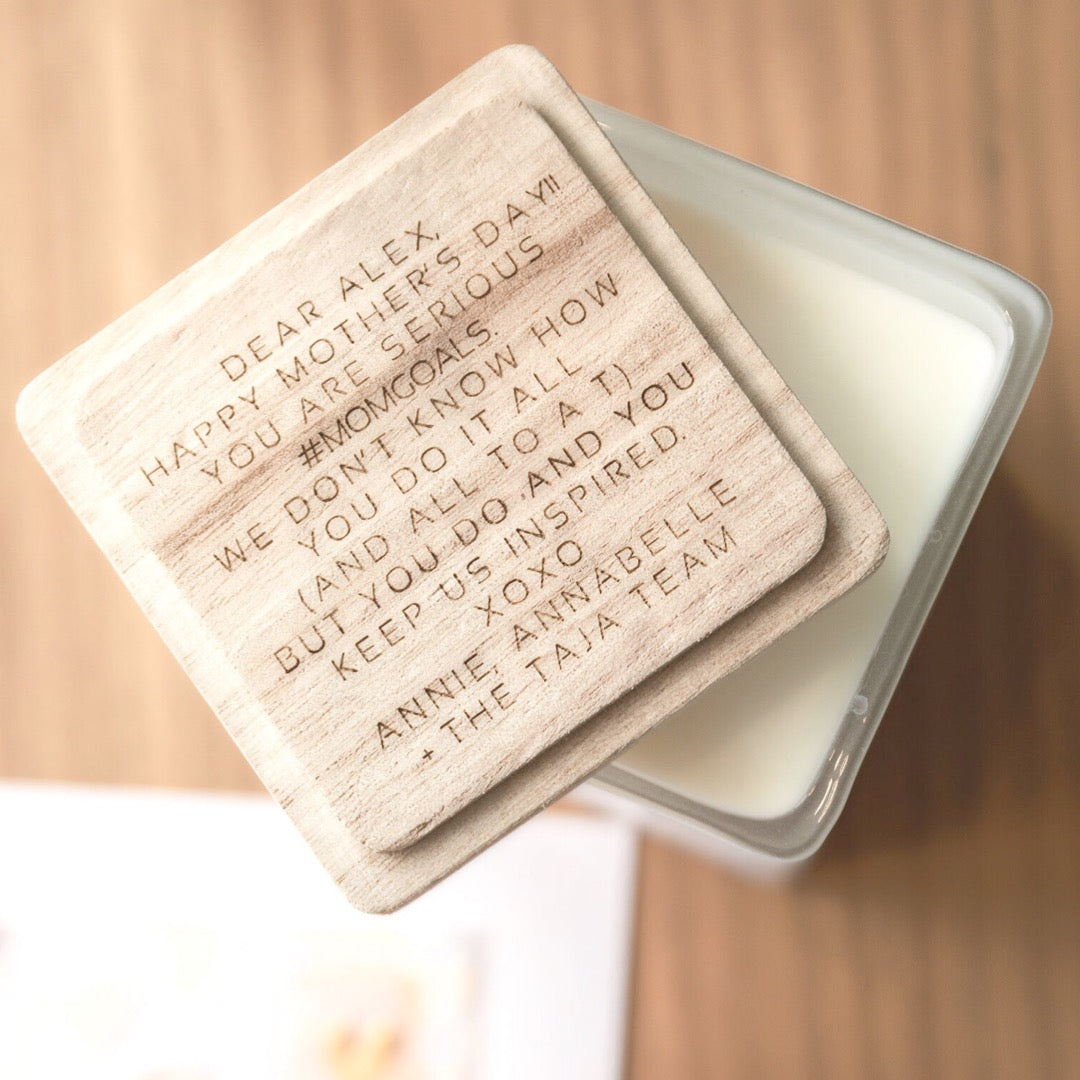 DEAR ALEX,
HAPPY MOTHER'S DAY!!
YOU ARE SERIOUS
#MOMGOALS.
WE DON'T KNOW HOW
YOU DO IT ALL
(AND ALL TO A T)
BUT YOU DO, AND YOU
KEEP US INSPIRED.
XOXO
ANNIE, ANNABELLE
+ THE TAJA TEAM